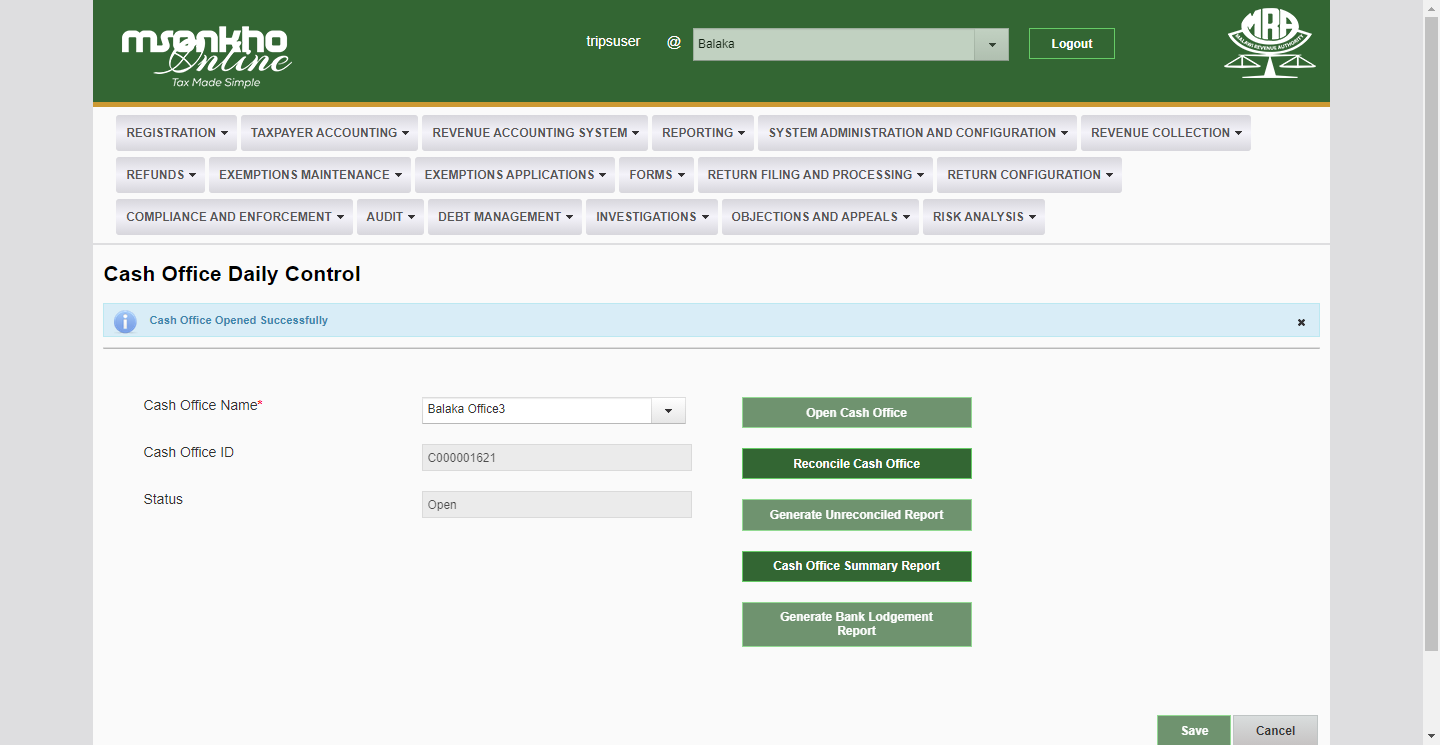 msonkho
Online
Tax Made Simple
tripsuser @ Balaka Logout
MRA
MALAWI REVENUE AUTHORITY
REGISTRATION TAXPAYER ACCOUNTING REVENUE ACCOUNTING SYSTEM REPORTING SYSTEM ADMINISTRATION AND CONFIGURATION REVENUE COLLECTION
REFUNDS EXEMPTIONS MAINTENANCE EXEMPTIONS APPLICATIONS FORMS RETURN FILING AND PROCESSING RETURN CONFIGURATION
COMPLIANCE AND ENFORCEMENT AUDIT DEBT MANAGEMENT INVESTIGATIONS OBJECTIONS AND APPEALS RISK ANALYSIS
Cash Office Daily Control
i Cash Office Opened Successfully ×
Cash Office Name* Balaka Office3 Open Cash Office
Cash Office ID C000001621 Reconcile Cash Office
Status Open Generate Unreconciled Report
Cash Office Summary Report
Generate Bank Lodgement
Report
Save Cancel